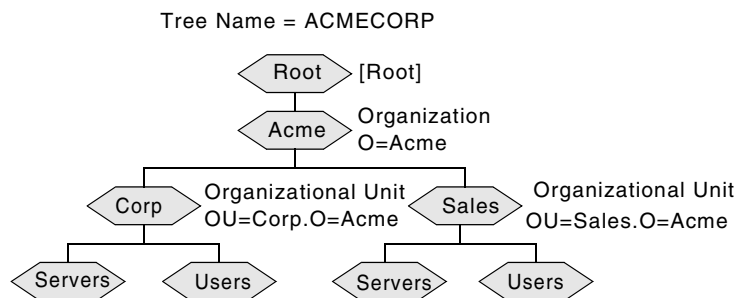 Tree Name = ACMECORP
Root
[Root]
Acme
Organization
O=Acme
Corp
Organizational Unit
OU=Corp.O=Acme
Sales
Organizational Unit
OU=Sales.O=Acme
Servers
Users
Servers
Users